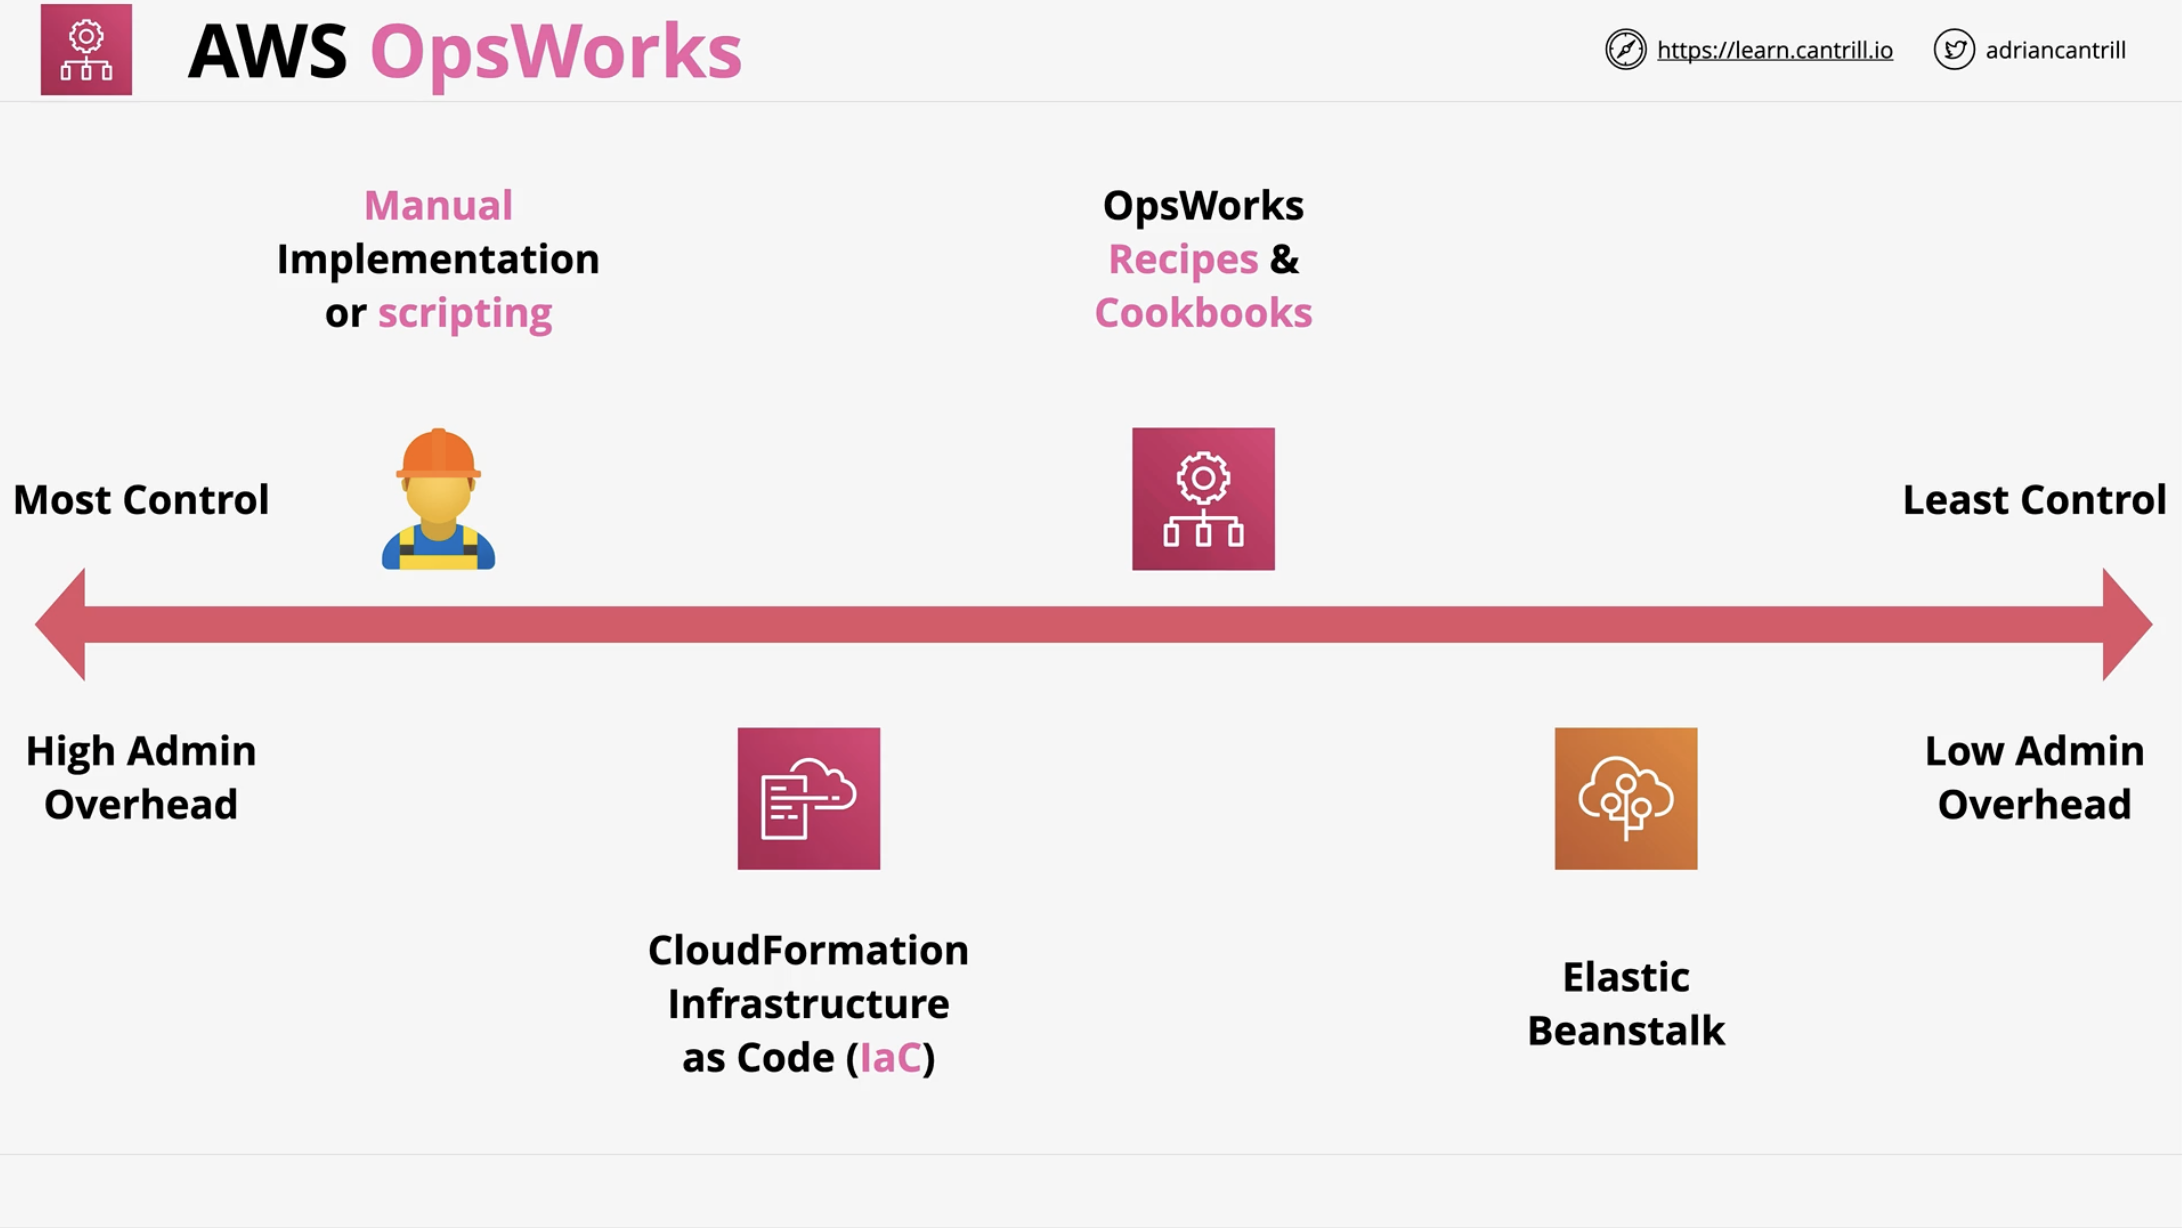 AWS OpsWorks
https://learn.cantrill.io
adriancantrill
Manual
Implementation
or scripting
OpsWorks
Recipes &
Cookbooks
Most Control
Least Control
High Admin
Overhead
Low Admin
Overhead
CloudFormation
Infrastructure
as Code (IaC)
Elastic
Beanstalk